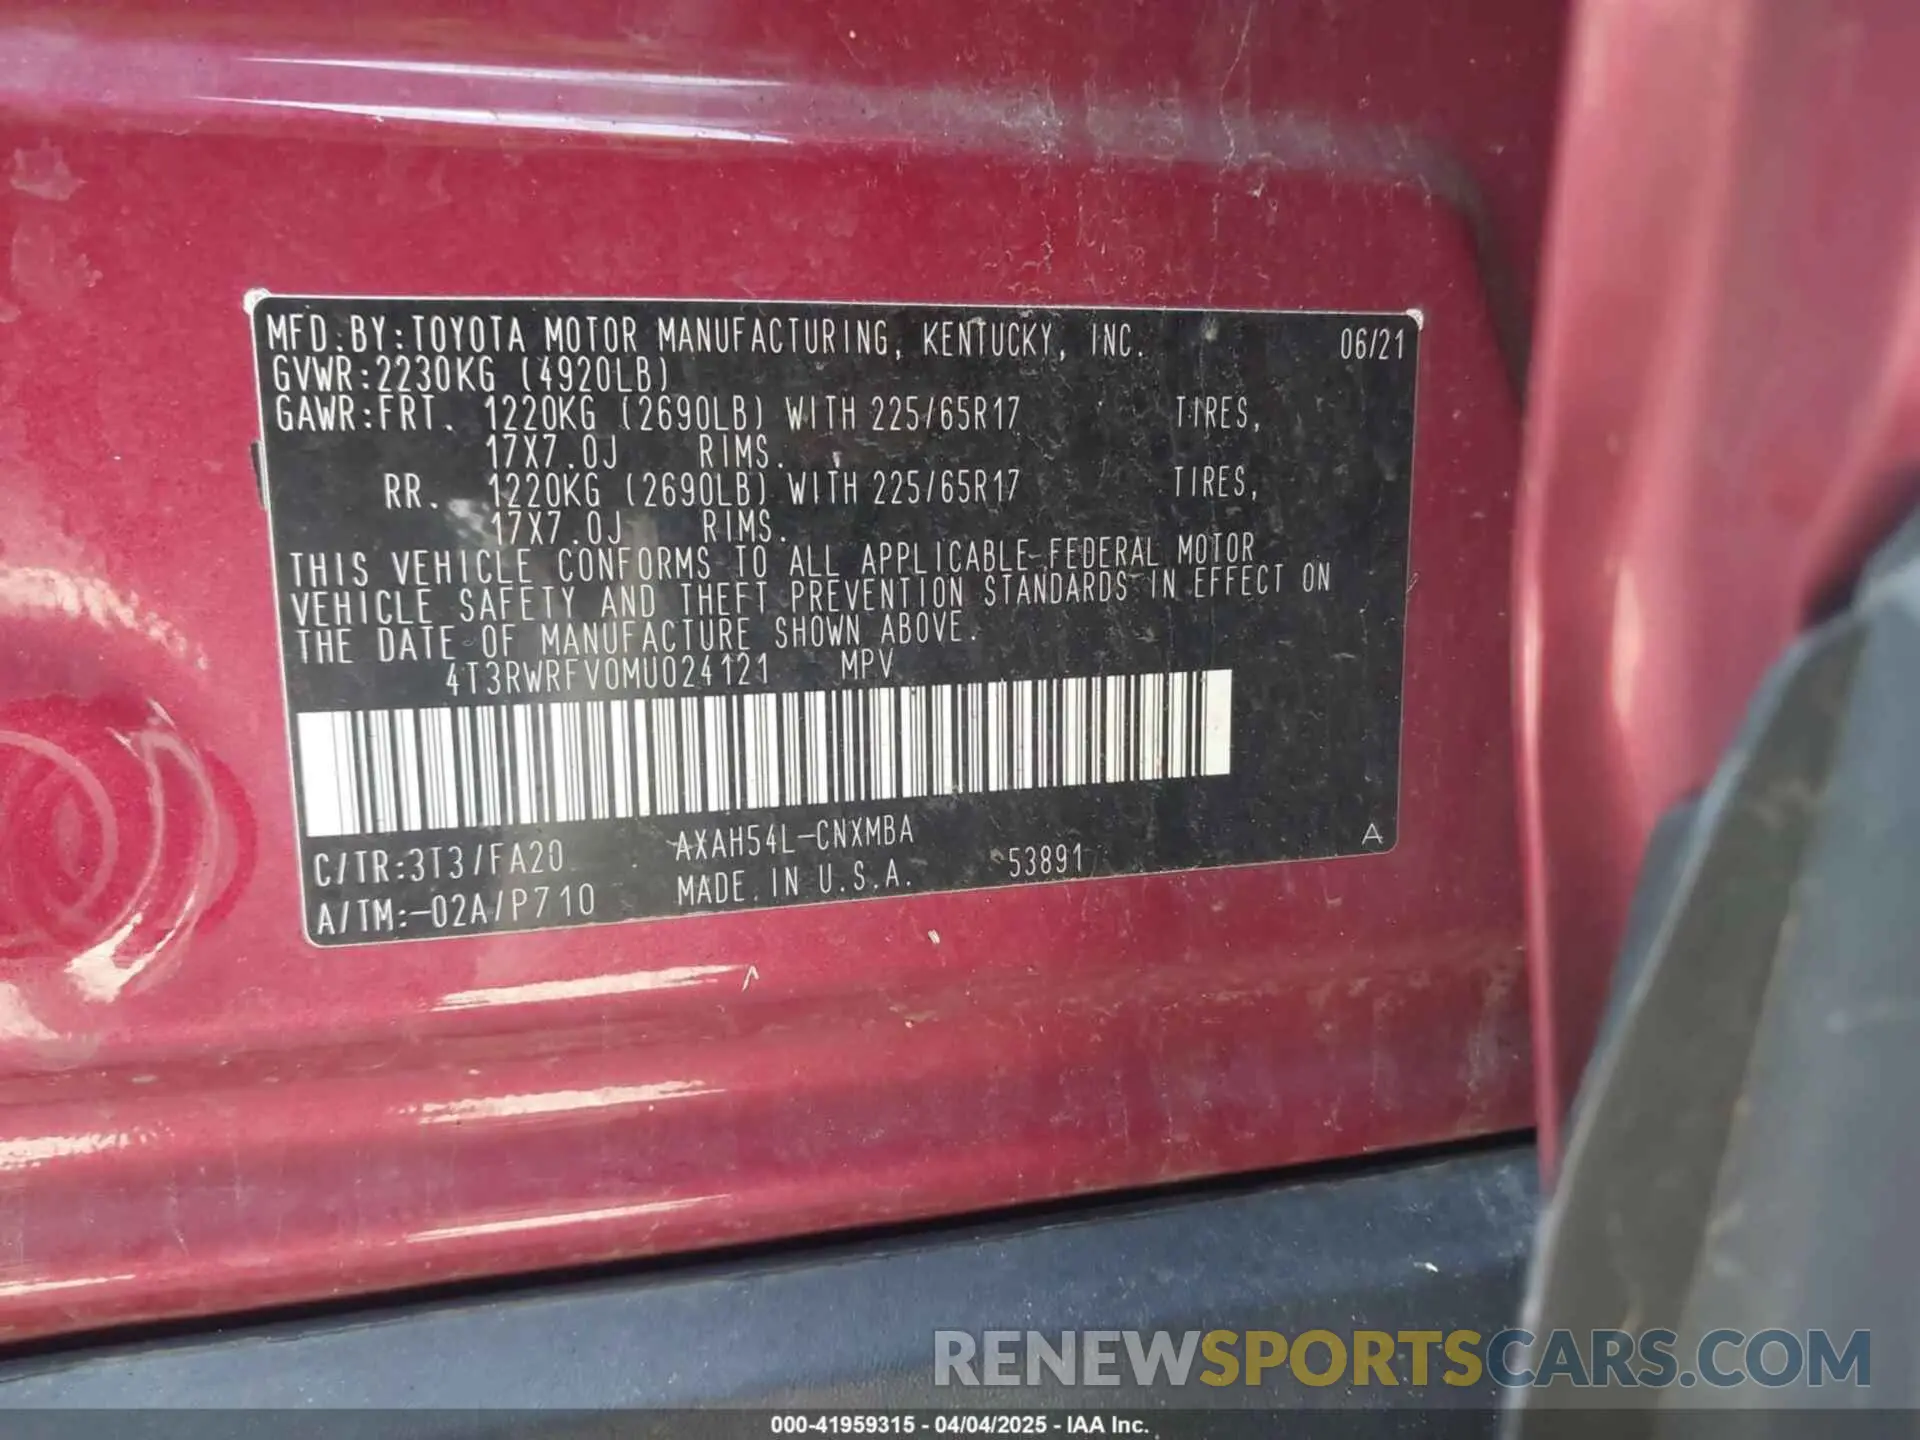 MFD.BY:TOYOTA MOTOR MANUFACTURING, KENTUCKY, INC. 06/21
GVWR:2230KG (4920LB)
GAWR:FRT. 1220KG (2690LB) WITH 225/65R17 TIRES,
17X7.0J RIMS.
RR. 1220KG (2690LB) WITH 225/65R17 TIRES,
17X7.0J RIMS.
THIS VEHICLE CONFORMS TO ALL APPLICABLE FEDERAL MOTOR
VEHICLE SAFETY AND THEFT PREVENTION STANDARDS IN EFFECT ON
THE DATE OF MANUFACTURE SHOWN ABOVE.
4T3RWRFV0MU024121 MPV
C/TR:3T3/FA20 AXAH54L-CNXMBA A
A/TM:-02A/P710 MADE IN U.S.A. 53891
RENEWSPORTSCARS.COM
000-41959315 - 04/04/2025 - IAA Inc.